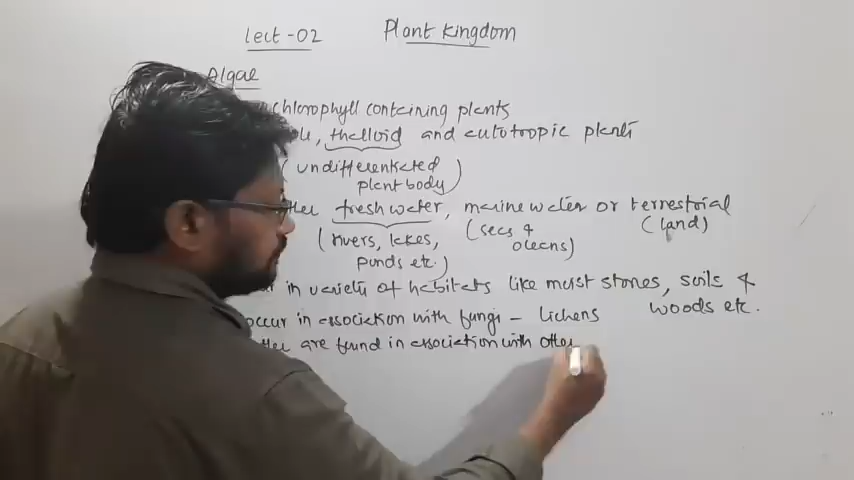 Lect-02 Plant kingdom
Algae
chlorophyll containing plants
thalloid and autotropic plants
(undifferentiated
plant body)
fresh water, marine water or terrestrial
(rivers, lakes, (seas & (land)
ponds etc.) oceans)
in variety of habitats like moist stones, soils &
woods etc.
occur in association with fungi - lichens
are found in association with other